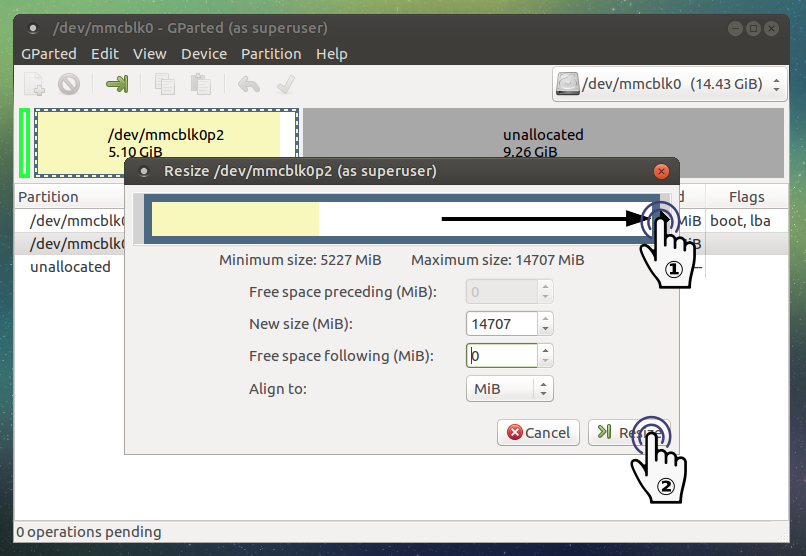 /dev/mmcblk0 - GParted (as superuser)
GParted Edit View Device Partition Help
/dev/mmcblk0 (14.43 GiB)
/dev/mmcblk0p2
5.10 GiB
unallocated
9.26 GiB
Partition
Flags
/dev/mmcblk0
MiB
boot, lba
/dev/mmcblk0
unallocated
Resize /dev/mmcblk0p2 (as superuser)
Minimum size: 5227 MiB Maximum size: 14707 MiB
Free space preceding (MiB): 0
New size (MiB): 14707
Free space following (MiB): 0
Align to: MiB
Cancel
Resize
1
2
0 operations pending